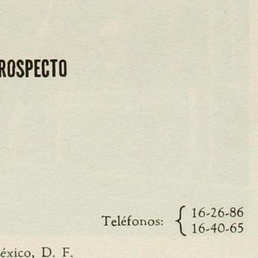 ROSPECTO
Teléfonos: { 16-26-86
16-40-65
éxico, D. F.